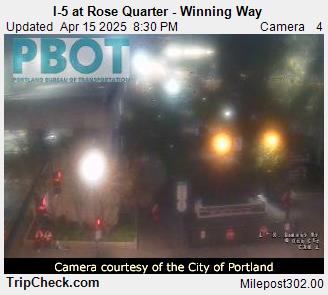 I-5 at Rose Quarter - Winning Way
Updated Apr 15 2025 8:30 PM Camera 4
PBOT
PORTLAND BUREAU OF TRANSPORTATION
Camera courtesy of the City of Portland
TripCheck.com Milepost302.00